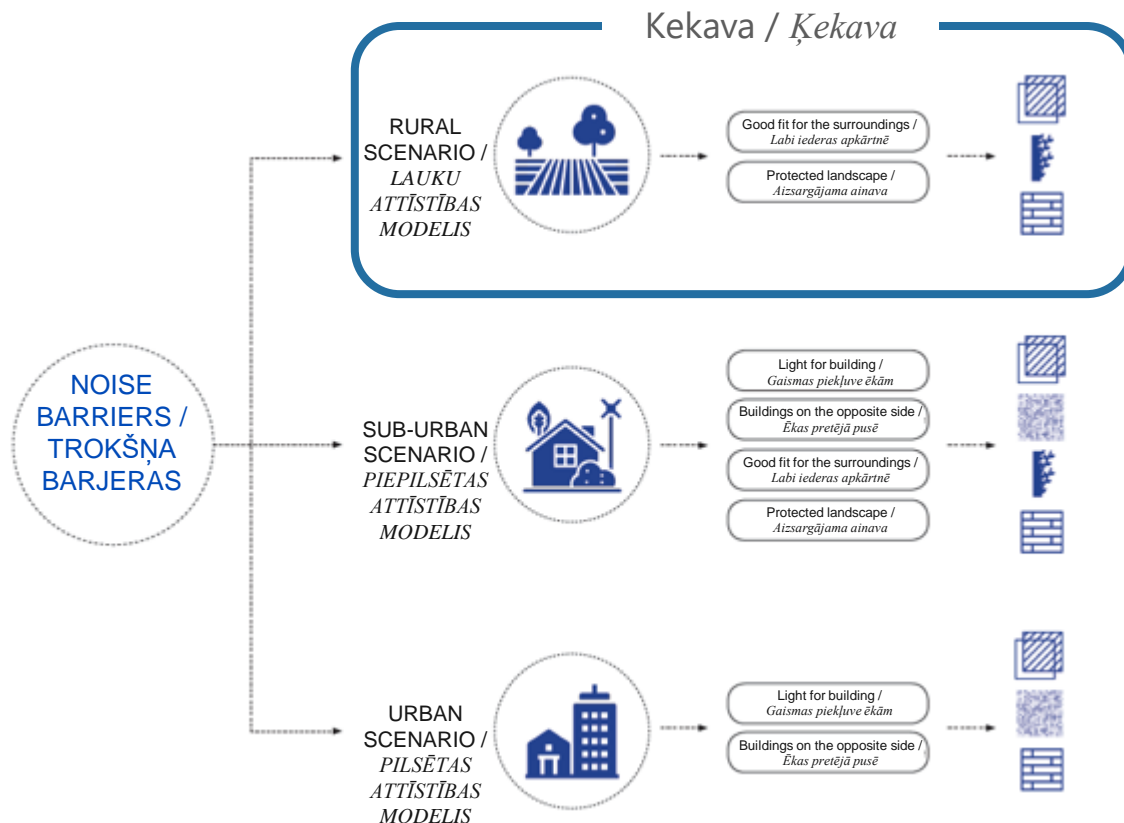 Kekava / Ķekava
RURAL
SCENARIO /
LAUKU
ATTĪSTĪBAS
MODELIS
Good fit for the surroundings /
Labi iederas apkārtnē
Protected landscape /
Aizsargājama ainava
NOISE
BARRIERS /
TROKŠŅA
BARJERAS
SUB-URBAN
SCENARIO /
PIEPILSĒTAS
ATTĪSTĪBAS
MODELIS
Light for building /
Gaismas piekļuve ēkām
Buildings on the opposite side /
Ēkas pretējā pusē
Good fit for the surroundings /
Labi iederas apkārtnē
Protected landscape /
Aizsargājama ainava
URBAN
SCENARIO /
PILSĒTAS
ATTĪSTĪBAS
MODELIS
Light for building /
Gaismas piekļuve ēkām
Buildings on the opposite side /
Ēkas pretējā pusē